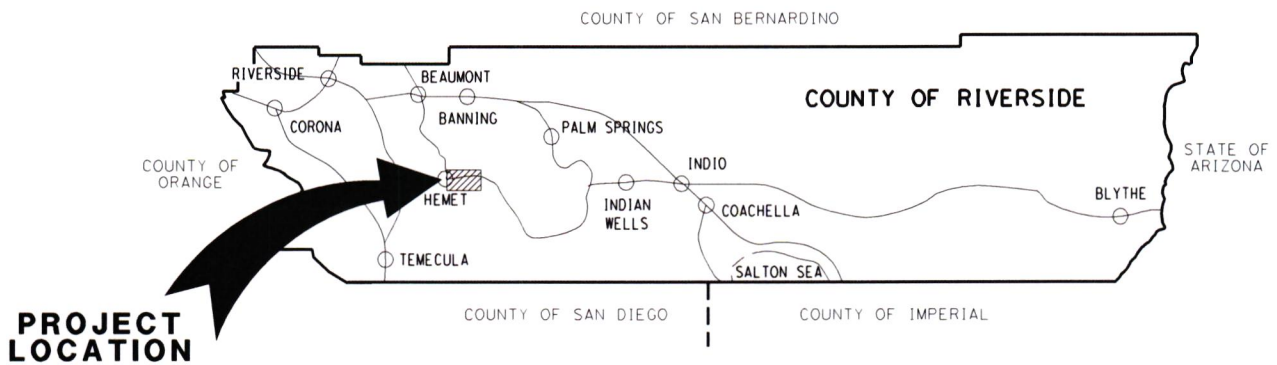 COUNTY OF SAN BERNARDINO
RIVERSIDE
BEAUMONT
COUNTY OF RIVERSIDE
CORONA
BANNING
PALM SPRINGS
COUNTY OF
ORANGE
STATE OF
ARIZONA
INDIO
HEMET
INDIAN
WELLS
COACHELLA
BLYTHE
TEMECULA
SALTON SEA
PROJECT
LOCATION
COUNTY OF SAN DIEGO
COUNTY OF IMPERIAL